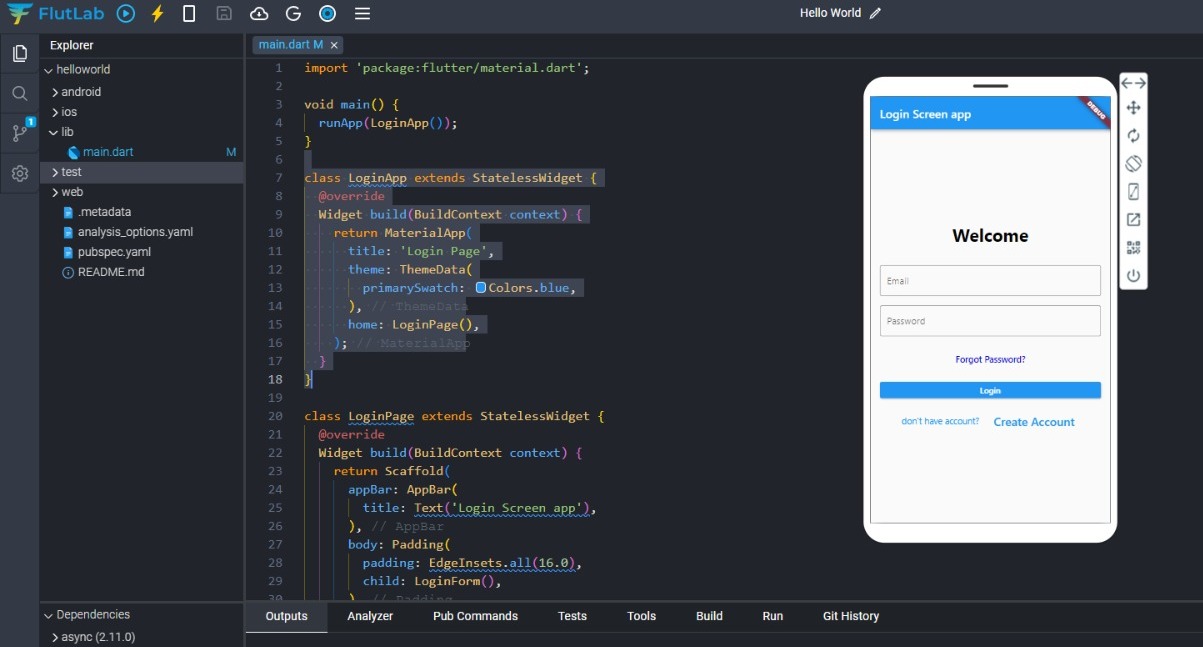 FlutLab
Hello World
Explorer
helloworld
android
ios
lib
main.dart M
test
web
.metadata
analysis_options.yaml
pubspec.yaml
README.md
1
Dependencies
async (2.11.0)
main.dart M ×
1 import 'package:flutter/material.dart';
2
3 void main() {
4 runApp(LoginApp());
5 }
6
7 class LoginApp extends StatelessWidget {
8 @override
9 Widget build(BuildContext context) {
10 return MaterialApp(
11 title: 'Login Page',
12 theme: ThemeData(
13 primarySwatch: Colors.blue,
14 ), // ThemeData
15 home: LoginPage(),
16 ); // MaterialApp
17 }
18 }
19
20 class LoginPage extends StatelessWidget {
21 @override
22 Widget build(BuildContext context) {
23 return Scaffold(
24 appBar: AppBar(
25 title: Text('Login Screen app'),
26 ), // AppBar
27 body: Padding(
28 padding: EdgeInsets.all(16.0),
29 child: LoginForm(),
30 ), // Padding
Login Screen app
DEBUG
Welcome
Email
Password
Forgot Password?
Login
don't have account? Create Account
Outputs Analyzer Pub Commands Tests Tools Build Run Git History